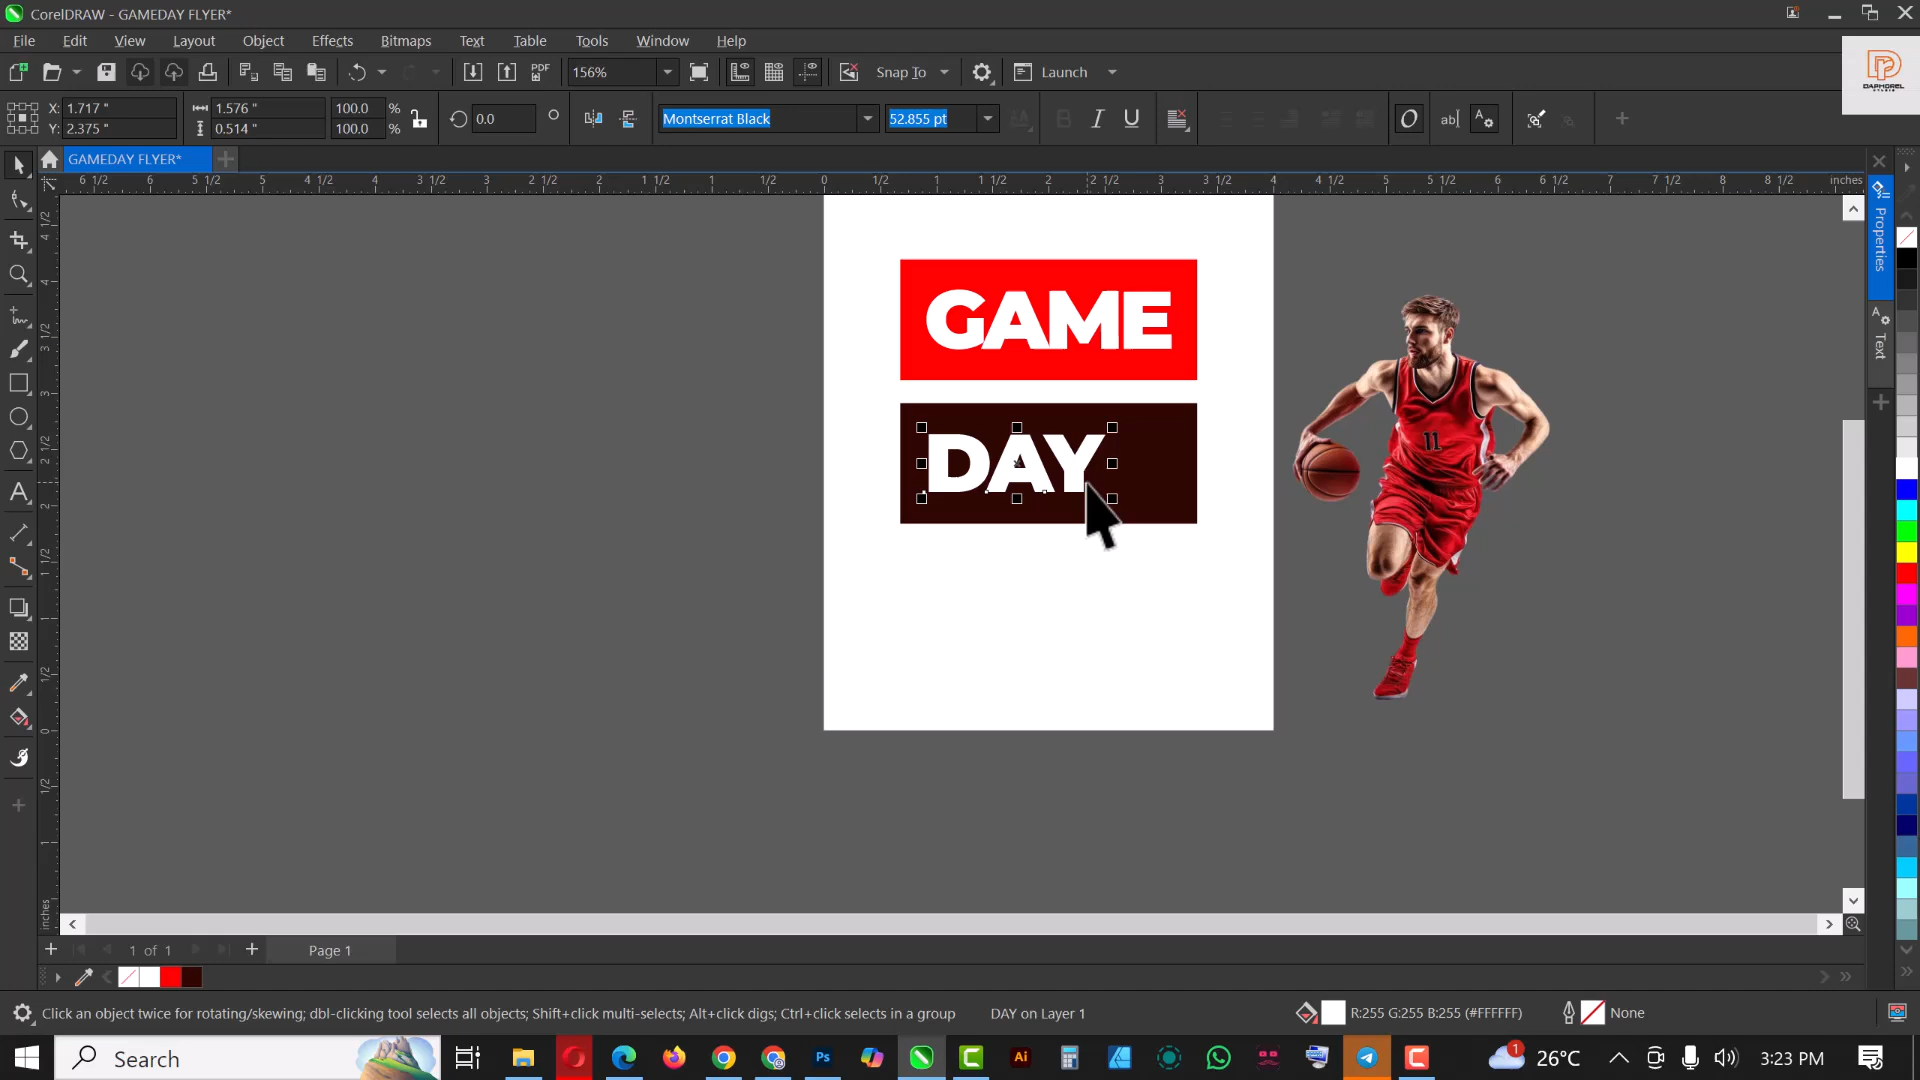 CorelDRAW - GAMEDAY FLYER*
File Edit View Layout Object Effects Bitmaps Text Table Tools Window Help
156% Snap To Launch
PDF
DAPHOREL
STUDIO
X: 1.717 " 1.576 " 100.0 % 0.0 Montserrat Black 52.855 pt
Y: 2.375 " 0.514 " 100.0 %
GAMEDAY FLYER*
6 1/2 6 5 1/2 5 4 1/2 4 3 1/2 3 2 1/2 2 1 1/2 1 1/2 0 1/2 1 1 1/2 2 2 1/2 3 3 1/2 4 4 1/2 5 5 1/2 6 6 1/2 7 7 1/2 8 8 1/2 inches
Properties
Text
GAME
DAY
11
inches
1 of 1 Page 1
Click an object twice for rotating/skewing; dbl-clicking tool selects all objects; Shift+click multi-selects; Alt+click digs; Ctrl+click selects in a group DAY on Layer 1 R:255 G:255 B:255 (#FFFFFF) None
Search Ps Ai 1 26°C 3:23 PM